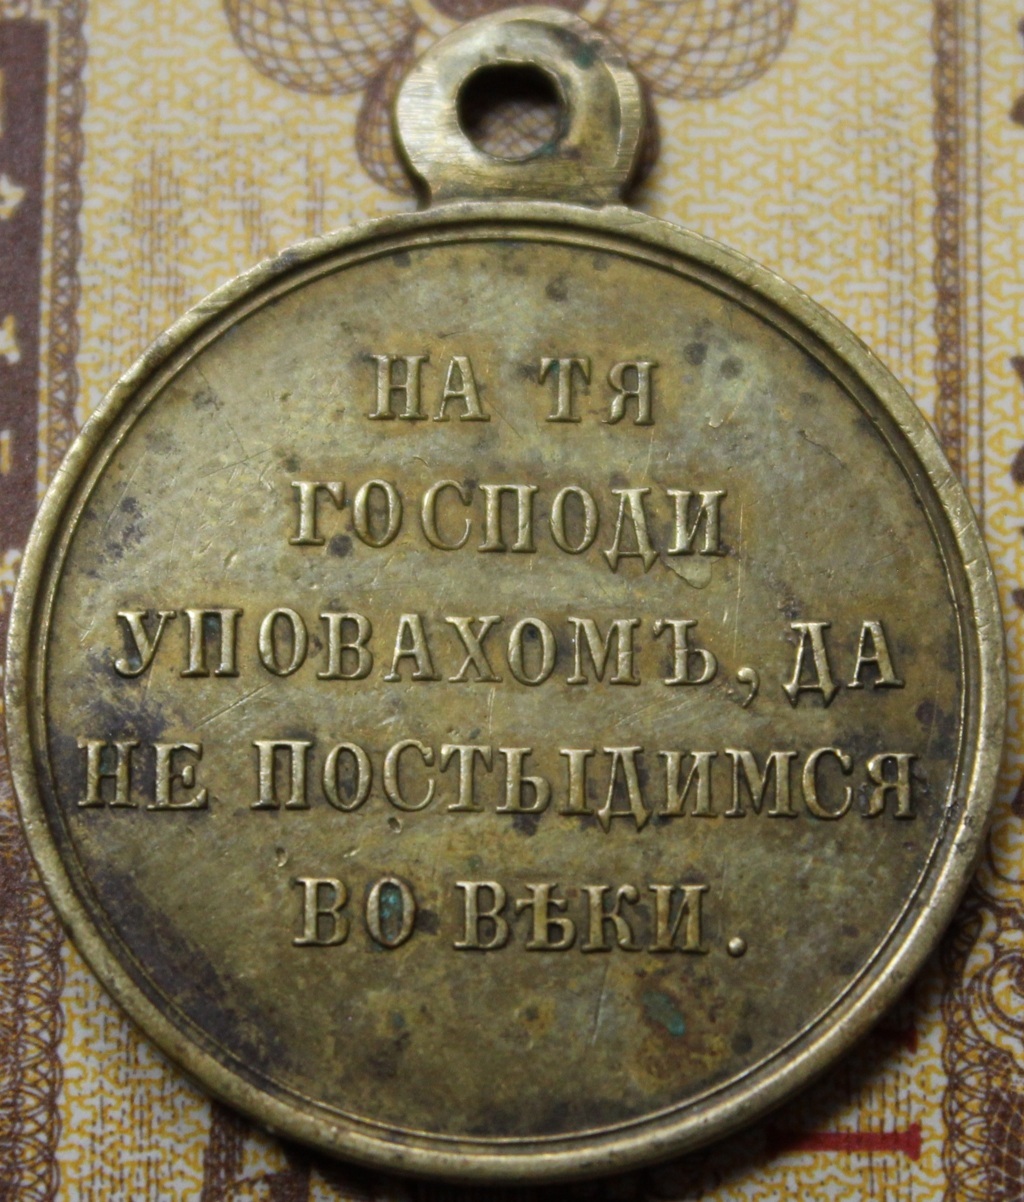 НА ТЯ
ГОСПОДИ
УПОВАХОМЪ, ДА
НЕ ПОСТЫДИМСЯ
ВО ВѢКИ.